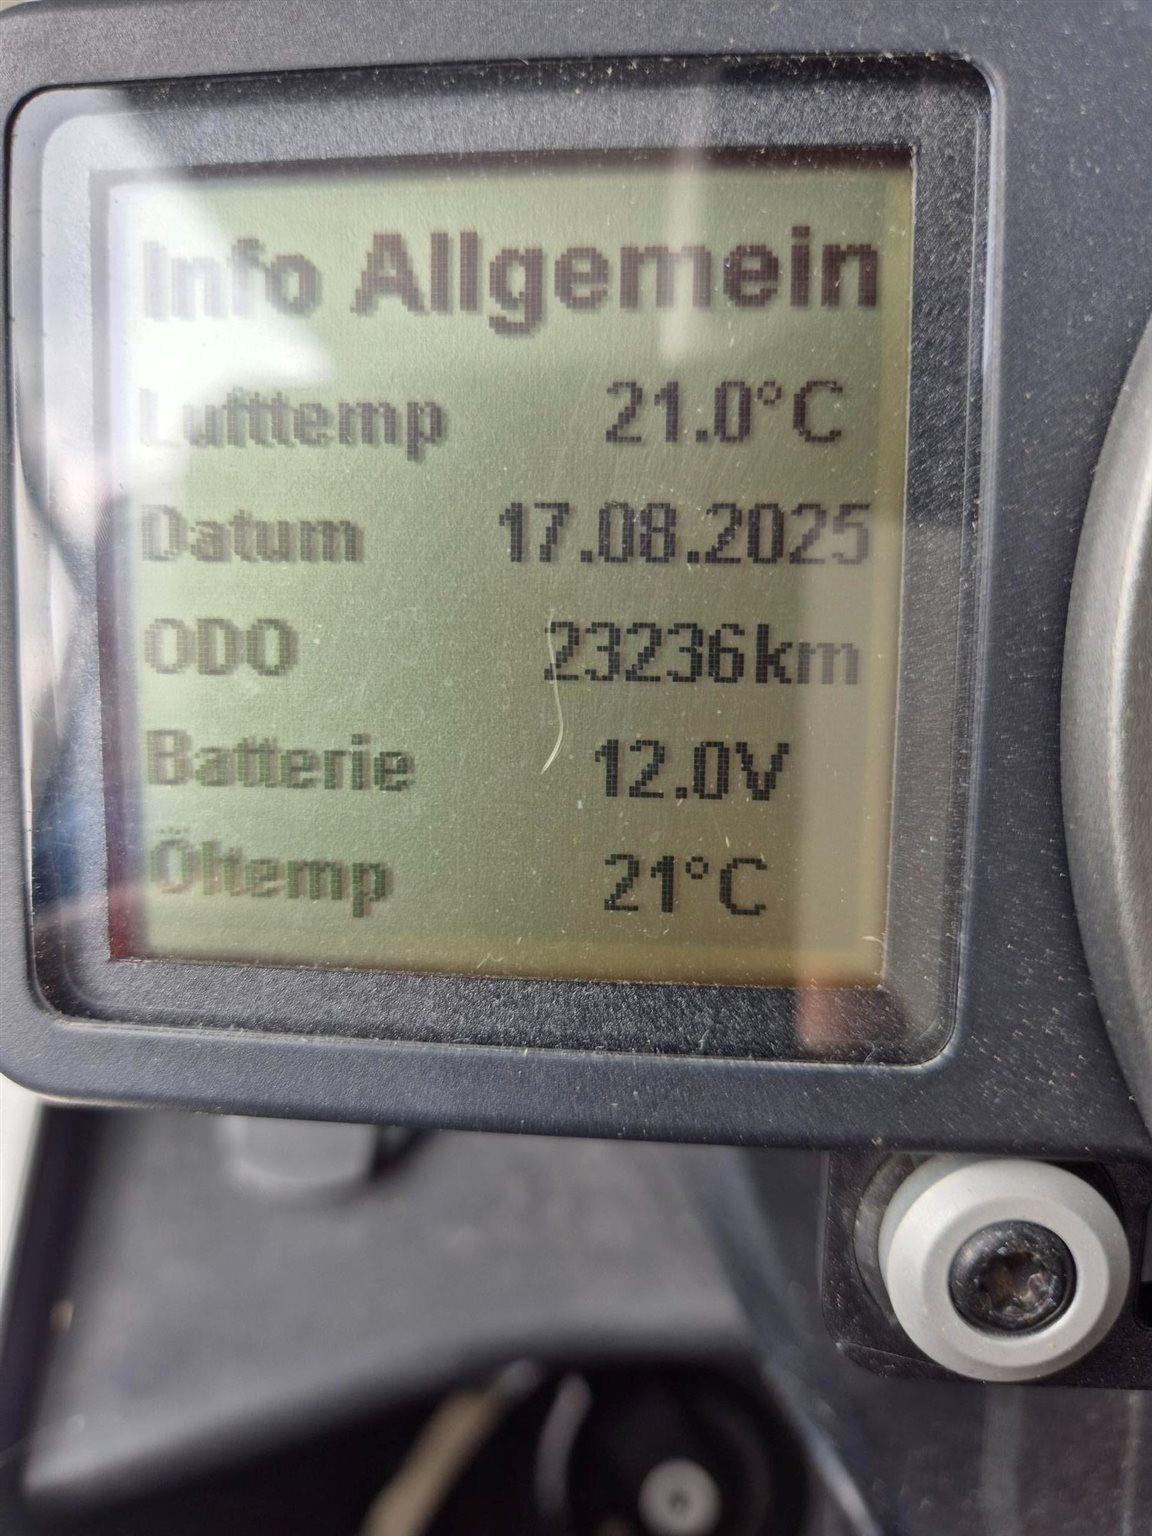 Info Allgemein
Lufttemp 21.0°C
Datum 17.08.2025
ODO 23236km
Batterie 12.0V
Öltemp 21°C